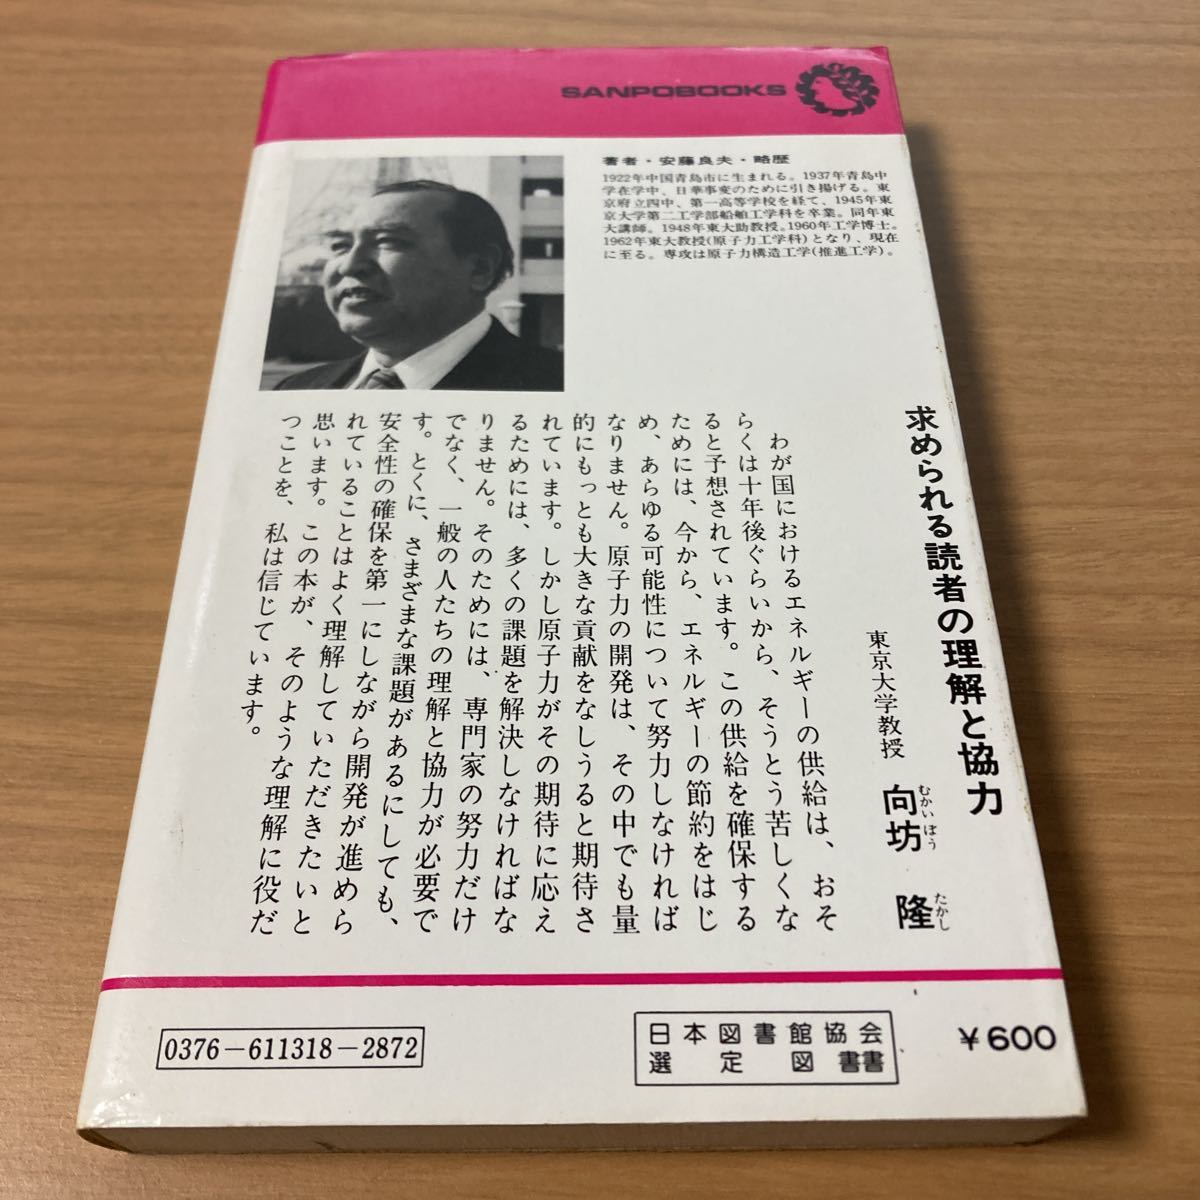 SANPOBOOKS
著者・安藤良夫・略歴
1922年中国青島市に生まれる。1937年青島中
学在学中、日華事変のために引き揚げる。東
京府立四中、第一高等学校を経て、1945年東
京大学第二工学部船舶工学科を卒業。同年東
大講師。1948年東大助教授。1960年工学博士。
1962年東大教授(原子力工学科)となり、現在
に至る。専攻は原子力構造工学(推進工学)。
求められる読者の理解と協力
東京大学教授 向坊 隆
むかいぼう たかし
わが国におけるエネルギーの供給は、おそ
らくは十年後ぐらいから、そうとう苦しくな
ると予想されています。この供給を確保する
ためには、今から、エネルギーの節約をはじ
め、あらゆる可能性について努力しなければ
なりません。原子力の開発は、その中でも量
的にもっとも大きな貢献をなしうると期待さ
れています。しかし原子力がその期待に応え
るためには、多くの課題を解決しなければな
りません。そのためには、専門家の努力だけ
でなく、一般の人たちの理解と協力が必要で
す。とくに、さまざまな課題があるにしても、
安全性の確保を第一にしながら開発が進めら
れていることはよく理解していただきたいと
思います。この本が、そのような理解に役だ
つことを、私は信じています。
0376-611318-2872
日本図書館協会
選定図書
¥600